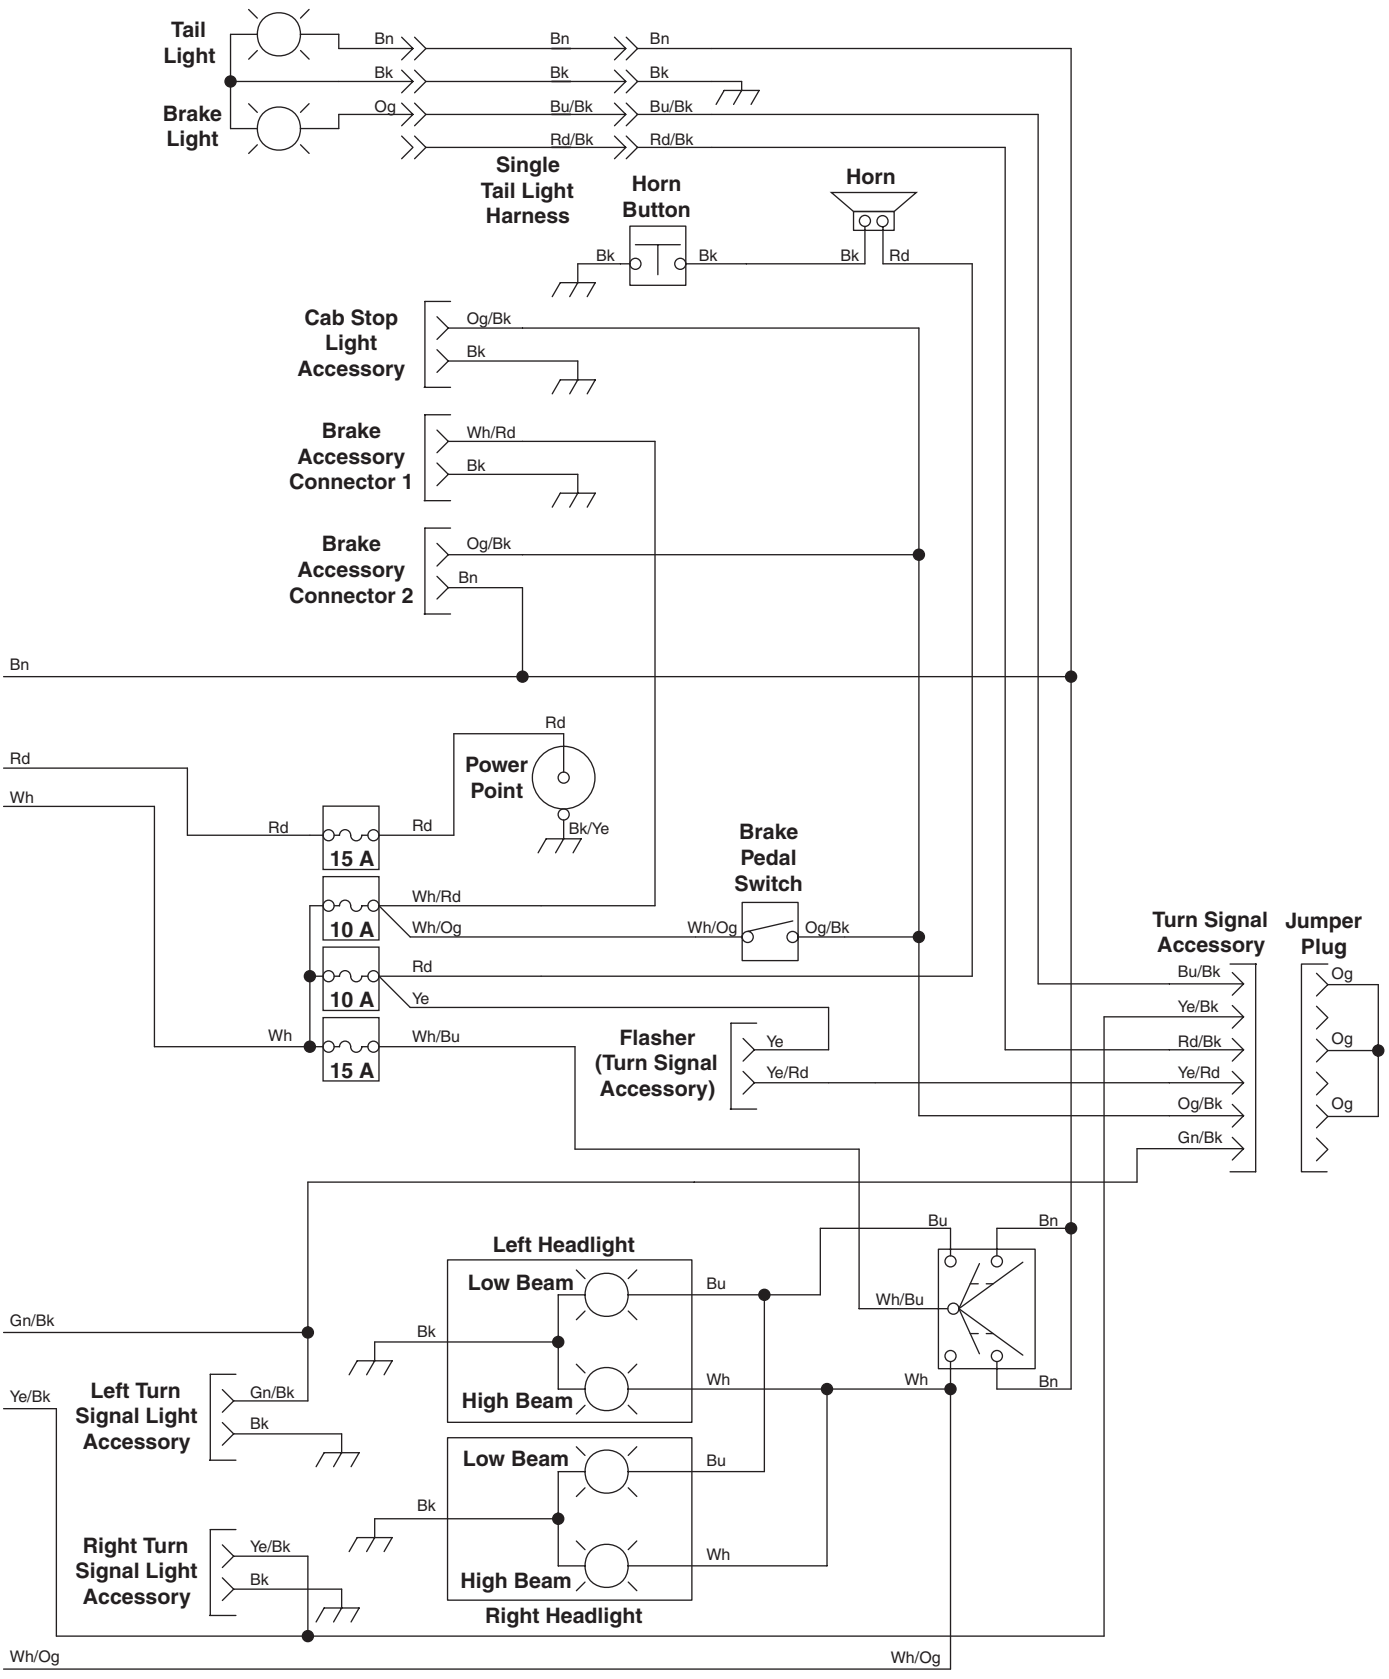 Tail
Light
Bn Bn Bn
Bk Bk Bk
Brake
Light
Og Bu/Bk Bu/Bk
Rd/Bk Rd/Bk
Single
Tail Light
Harness
Horn
Button
Horn
Bk Bk Bk Rd
Cab Stop
Light
Accessory
Og/Bk
Bk
Brake
Accessory
Connector 1
Wh/Rd
Bk
Brake
Accessory
Connector 2
Og/Bk
Bn
Bn
Rd
Power
Point
Rd
Wh
Rd Rd
15 A
Bk/Ye
Brake
Pedal
Switch
Wh/Rd
10 A
Wh/Og Wh/Og Og/Bk
Rd
10 A
Ye
Wh Wh/Bu
15 A
Flasher
(Turn Signal
Accessory)
Ye
Ye/Rd
Turn Signal
Accessory
Jumper
Plug
Bu/Bk Og
Ye/Bk
Rd/Bk Og
Ye/Rd
Og/Bk Og
Gn/Bk
Bu Bn
Left Headlight
Low Beam Bu
Wh/Bu
Gn/Bk
Bk
High Beam Wh Wh Bn
Left Turn
Signal Light
Accessory
Gn/Bk
Bk
Ye/Bk
Low Beam Bu
Bk
High Beam Wh
Right Headlight
Right Turn
Signal Light
Accessory
Ye/Bk
Bk
Wh/Og Wh/Og